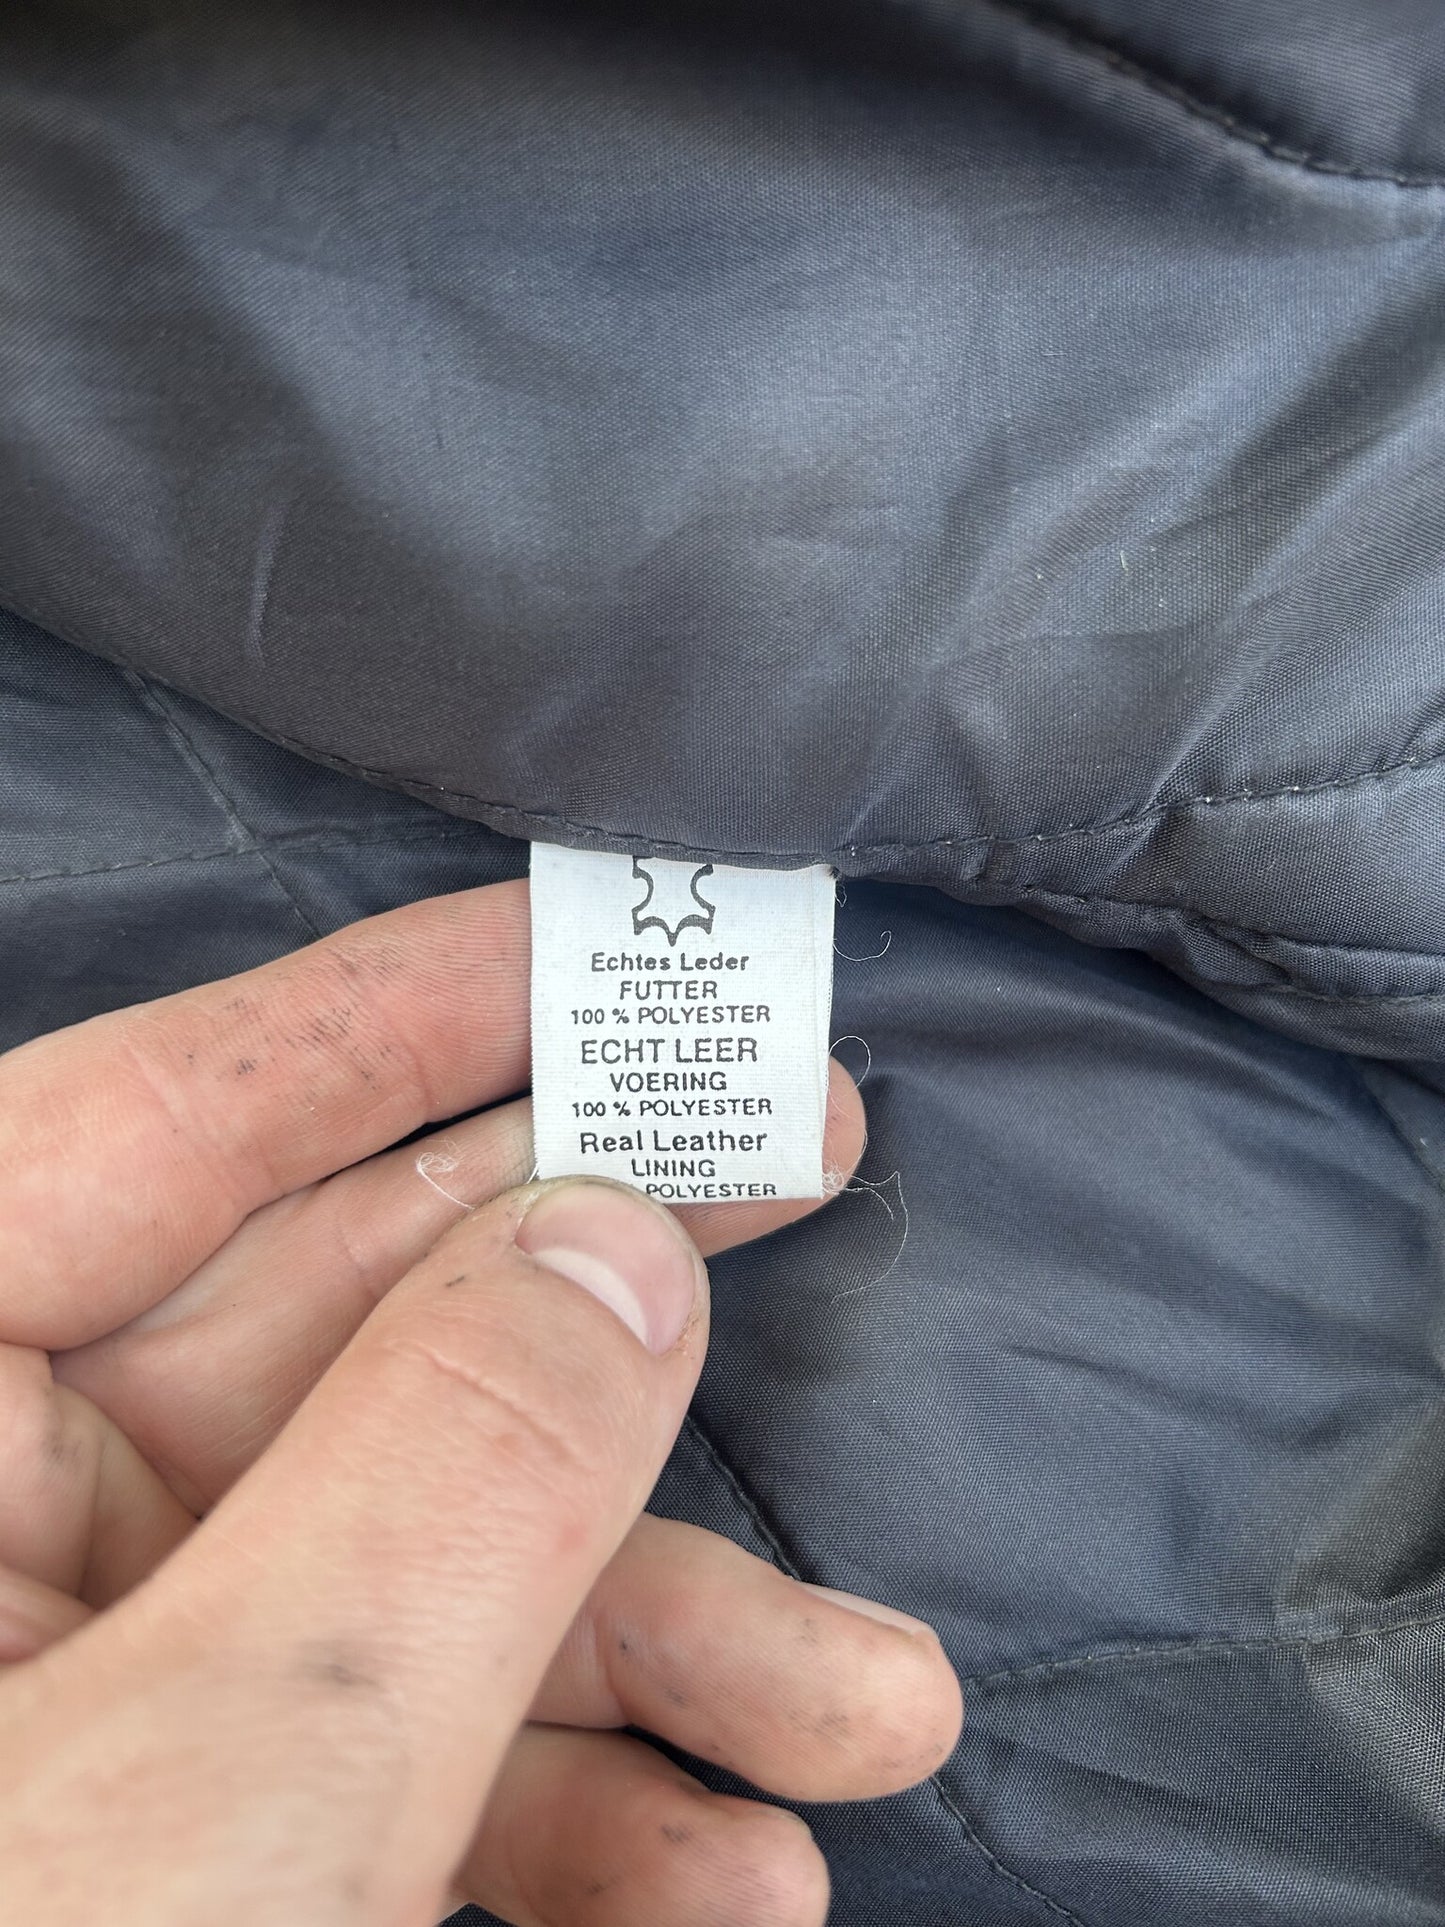 Echtes Leder
FUTTER
100 % POLYESTER
ECHT LEER
VOERING
100 % POLYESTER
Real Leather
LINING
POLYESTER